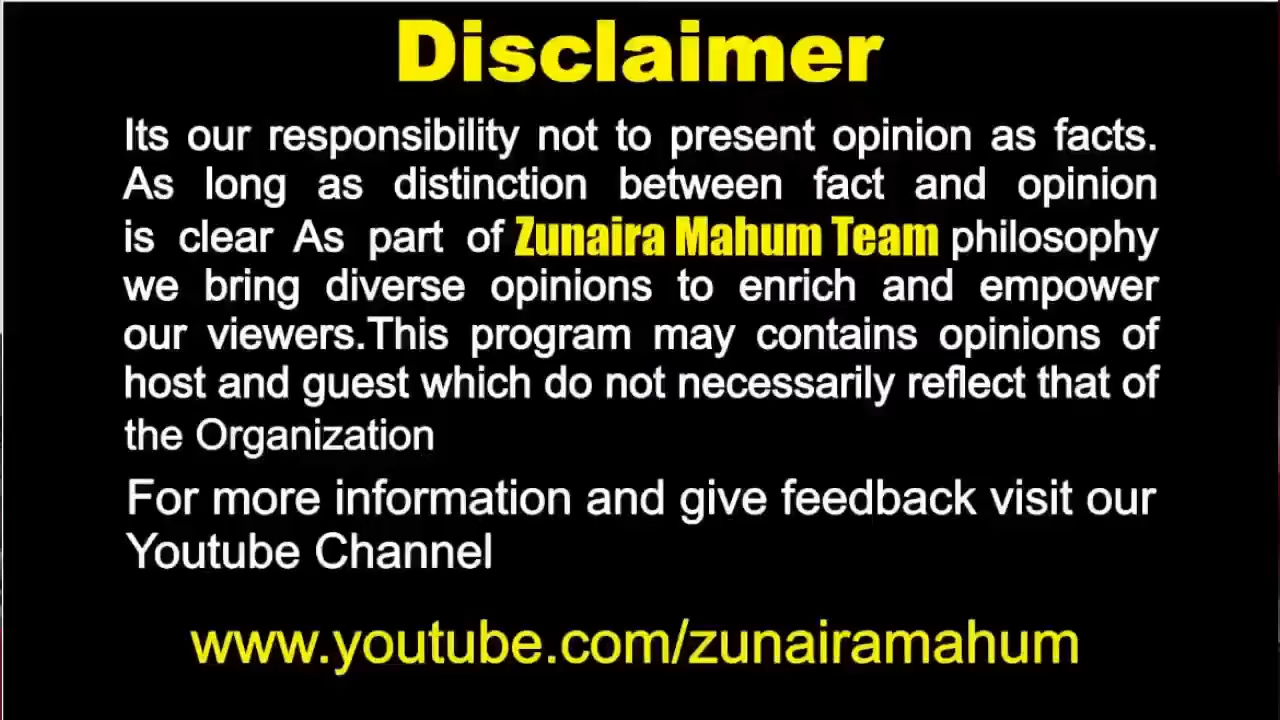 Disclaimer
Its our responsibility not to present opinion as facts.
As long as distinction between fact and opinion
is clear As part of Zunaira Mahum Team philosophy
we bring diverse opinions to enrich and empower
our viewers.This program may contains opinions of
host and guest which do not necessarily reflect that of
the Organization
For more information and give feedback visit our
Youtube Channel
www.youtube.com/zunairamahum